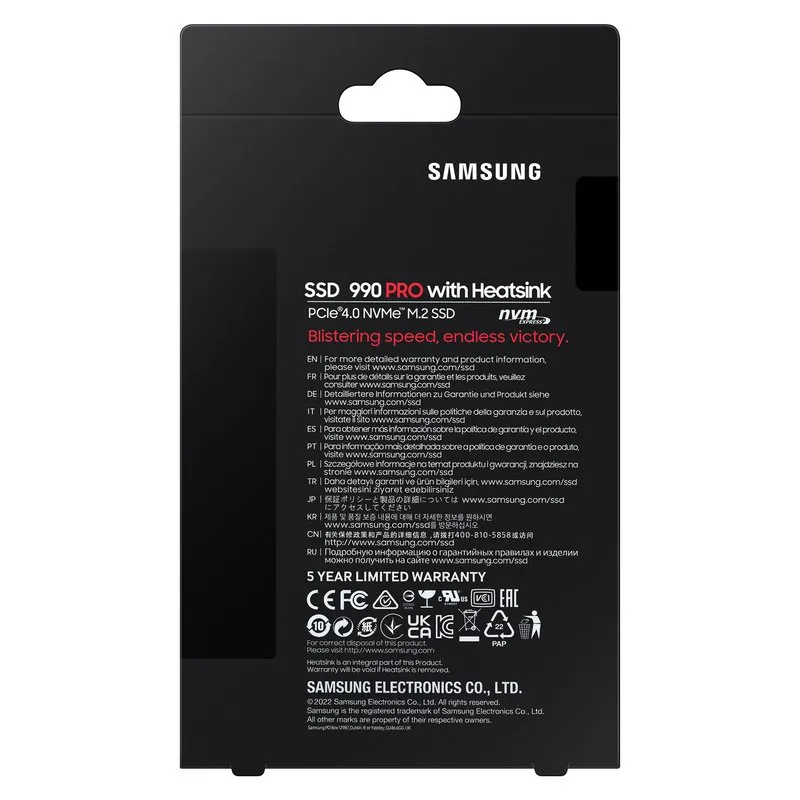 SAMSUNG
SSD 990 PRO with Heatsink
PCIe®4.0 NVMe™ M.2 SSD
nvm
EXPRESS
Blistering speed, endless victory.
EN | For more detailed warranty and product information,
please visit www.samsung.com/ssd
FR | Pour plus de détails sur la garantie et les produits, veuillez
consulter www.samsung.com/ssd
DE | Detailliertere Informationen zu Garantie und Produkt siehe
www.samsung.com/ssd
IT | Per maggiori informazioni sulle politiche della garanzia e sul prodotto,
visitate il sito www.samsung.com/ssd
ES | Para obtener más información sobre la política de garantía y el producto,
visite www.samsung.com/ssd
PT | Para informação mais detalhada sobre a política de garantia e o produto,
visite www.samsung.com/ssd
PL | Szczegółowe informacje na temat produktu i gwarancji, znajdziesz na
stronie www.samsung.com/ssd
TR | Daha detaylı garanti ve ürün bilgileri için, www.samsung.com/ssd
websitesini ziyaret edebilirsiniz
JP | 保証ポリシーと製品の詳細については www.samsung.com/ssd
にアクセスしてください
KR | 제품 및 품질 보증 내용에 대해 더 자세한 정보를 원하시면
www.samsung.com/ssd를 방문하십시오
CN | 有关保修政策和产品的详细信息，请拨打400-810-5858或访问
http://www.samsung.com/ssd
RU | Подробную информацию о гарантийных правилах и изделии
можно получить на сайте www.samsung.com/ssd
5 YEAR LIMITED WARRANTY
CE FC c UL us VCI EAC
10 紙 UK CA 22
PAP
For correct disposal of this product.
Please visit http://www.samsung.com
Heatsink is an integral part of this Product.
Warranty will be void if Heatsink is removed.
SAMSUNG ELECTRONICS CO., LTD.
© 2022 Samsung Electronics Co., Ltd. All rights reserved.
Samsung is the registered trademark of Samsung Electronics Co., Ltd.
All other marks are property of their respective owners.
Samsung PO Box 12987, Dublin. IE or Yateley, GU46 6GG. UK